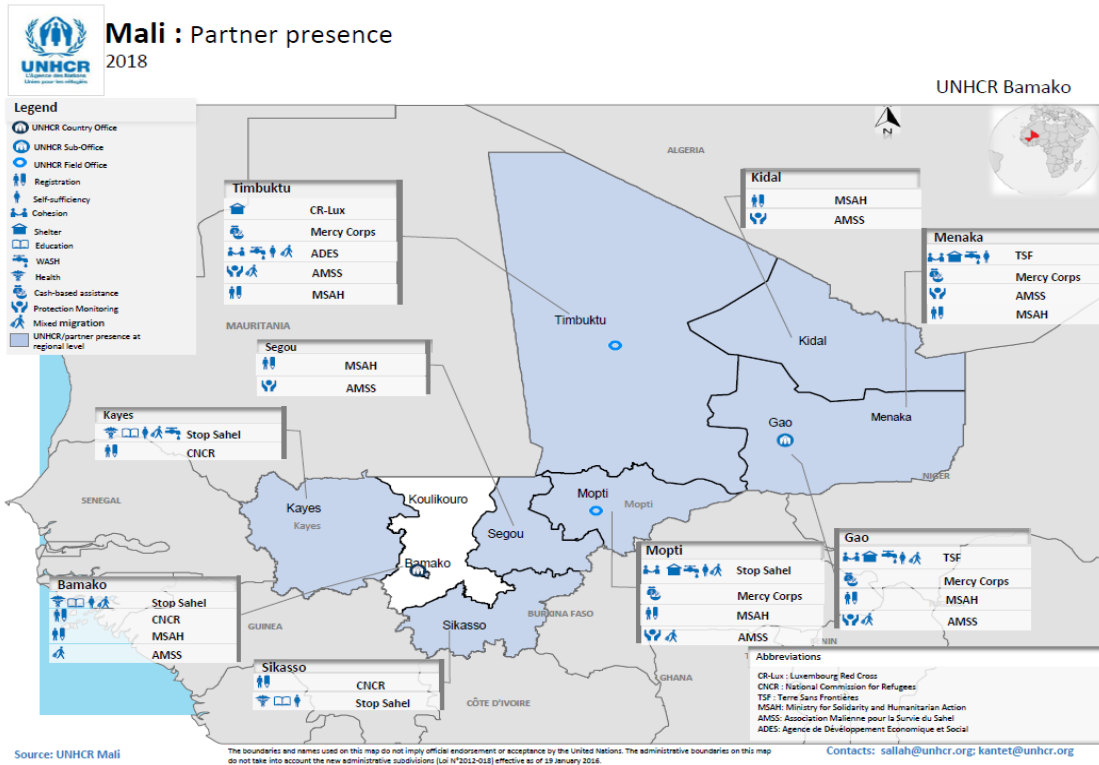 UNHCR
L'Agence des Nations
Unies pour les réfugiés
Mali : Partner presence
2018
UNHCR Bamako
Legend
UNHCR Country Office
UNHCR Sub-Office
UNHCR Field Office
Registration
Self-sufficiency
Cohesion
Shelter
Education
WASH
Health
Cash-based assistance
Protection Monitoring
Mixed migration
UNHCR/partner presence at
regional level
N
ALGERIA
Timbuktu
CR-Lux
Mercy Corps
ADES
AMSS
MSAH
Kidal
MSAH
AMSS
Menaka
TSF
Mercy Corps
AMSS
MSAH
MAURITANIA
Timbuktu
Kidal
Segou
MSAH
AMSS
Kayes
Stop Sahel
CNCR
Gao
Menaka
NIGER
SENEGAL
Kayes
Kayes
Koulikouro
Segou
Mopti
Mopti
Bamako
Bamako
Stop Sahel
CNCR
MSAH
AMSS
GUINEA
Sikasso
BURKINA FASO
Mopti
Stop Sahel
Mercy Corps
MSAH
AMSS
Gao
TSF
Mercy Corps
MSAH
AMSS
Sikasso
CNCR
Stop Sahel
CÔTE D'IVOIRE
GHANA
Abbreviations
CR-Lux : Luxembourg Red Cross
CNCR : National Commission for Refugees
TSF : Terre Sans Frontières
MSAH: Ministry for Solidarity and Humanitarian Action
AMSS: Association Malienne pour la Survie du Sahel
ADES: Agence de Dévéloppement Economique et Social
Source: UNHCR Mali
The boundaries and names used on this map do not imply official endorsement or acceptance by the United Nations. The administrative boundaries on this map
do not take into account the new administrative subdivisions (Loi N°2012-018) effective as of 19 January 2016.
Contacts: sallah@unhcr.org; kantet@unhcr.org